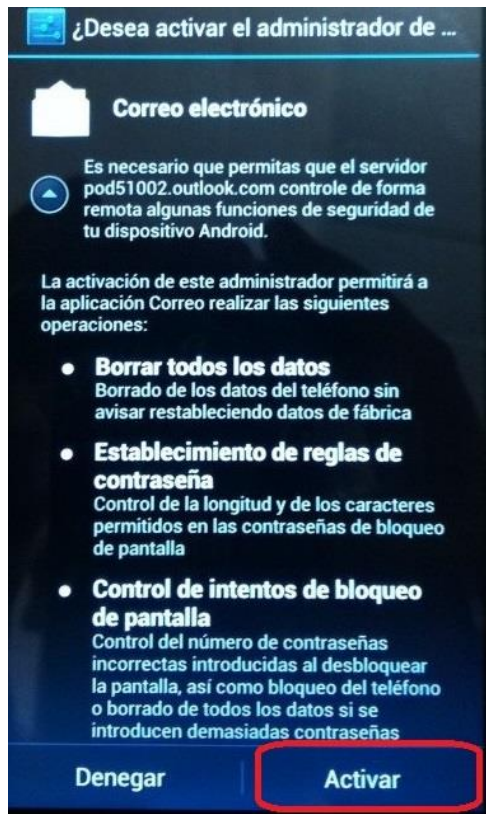 ¿Desea activar el administrador de ...
Correo electrónico
Es necesario que permitas que el servidor
pod51002.outlook.com controle de forma
remota algunas funciones de seguridad de
tu dispositivo Android.
La activación de este administrador permitirá a
la aplicación Correo realizar las siguientes
operaciones:
Borrar todos los datos
Borrado de los datos del teléfono sin
avisar restableciendo datos de fábrica
Establecimiento de reglas de
contraseña
Control de la longitud y de los caracteres
permitidos en las contraseñas de bloqueo
de pantalla
Control de intentos de bloqueo
de pantalla
Control del número de contraseñas
incorrectas introducidas al desbloquear
la pantalla, así como bloqueo del teléfono
o borrado de todos los datos si se
introducen demasiadas contraseñas
Denegar
Activar